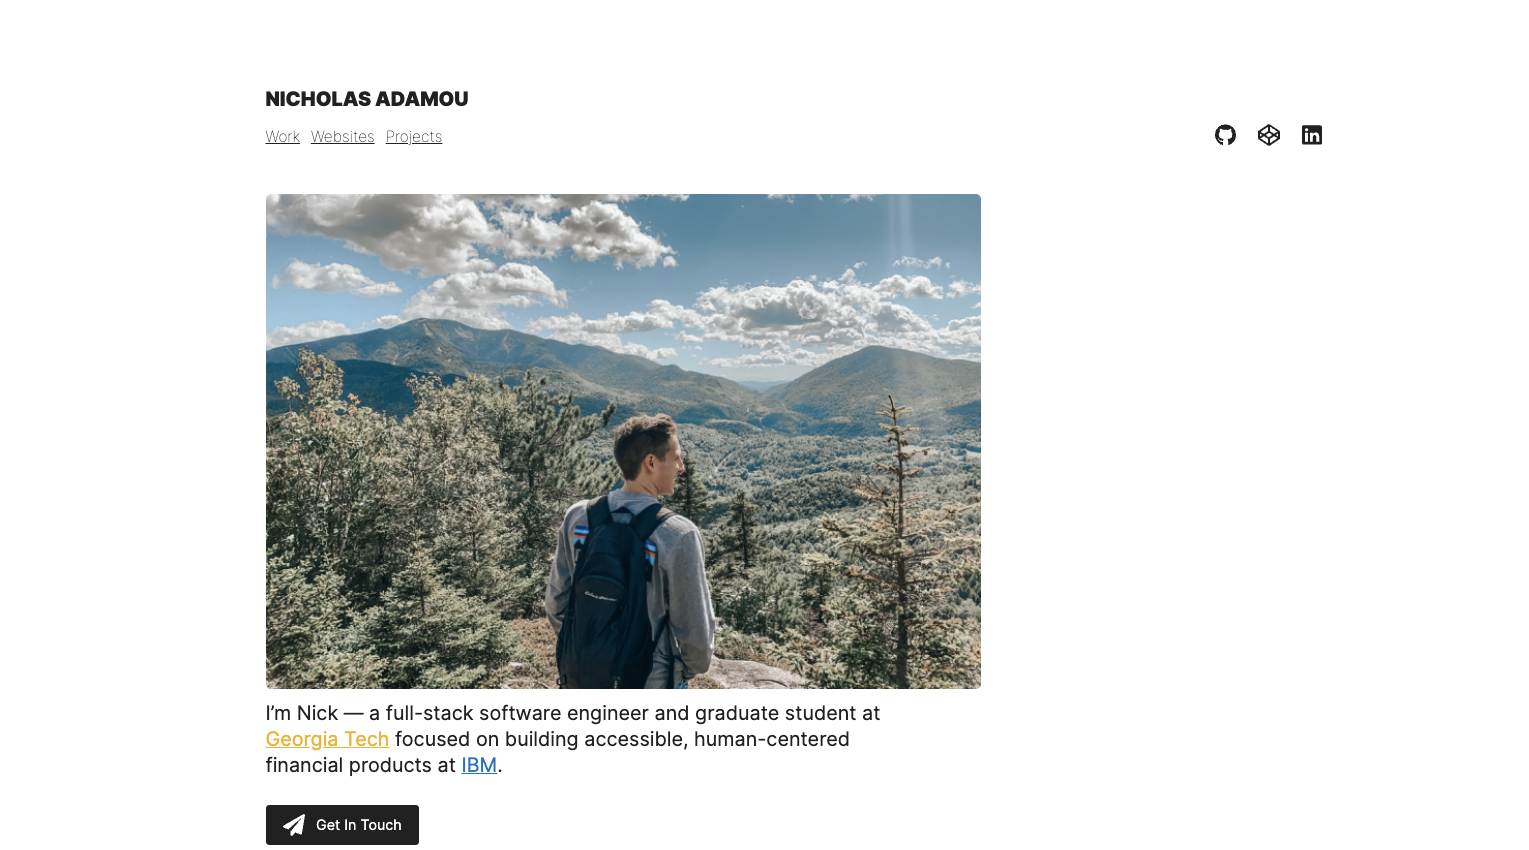 NICHOLAS ADAMOU
Work Websites Projects
I’m Nick — a full-stack software engineer and graduate student at
Georgia Tech focused on building accessible, human-centered
financial products at IBM.
Get In Touch